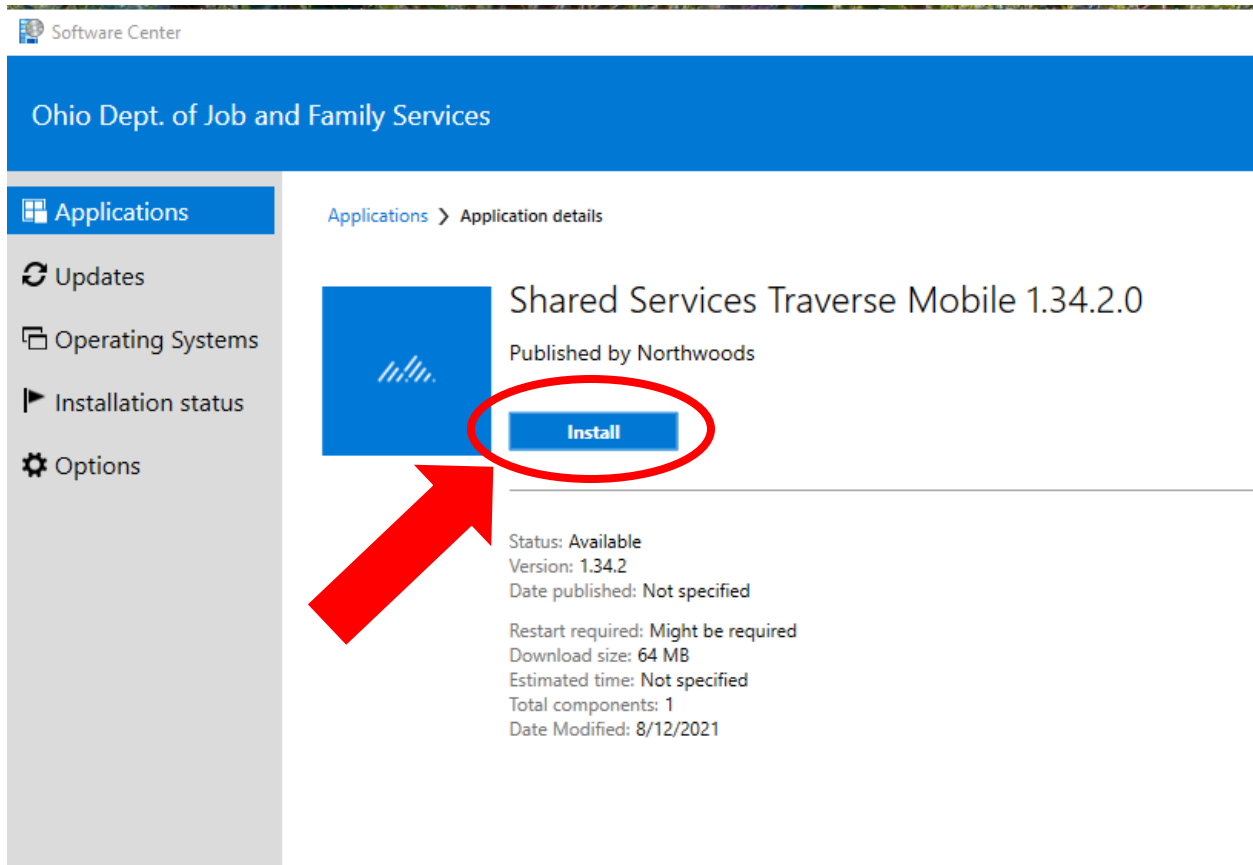 Software Center
Ohio Dept. of Job and Family Services
Applications
Updates
Operating Systems
Installation status
Options
Applications ❯ Application details
Shared Services Traverse Mobile 1.34.2.0
Published by Northwoods
Install
Status: Available
Version: 1.34.2
Date published: Not specified
Restart required: Might be required
Download size: 64 MB
Estimated time: Not specified
Total components: 1
Date Modified: 8/12/2021